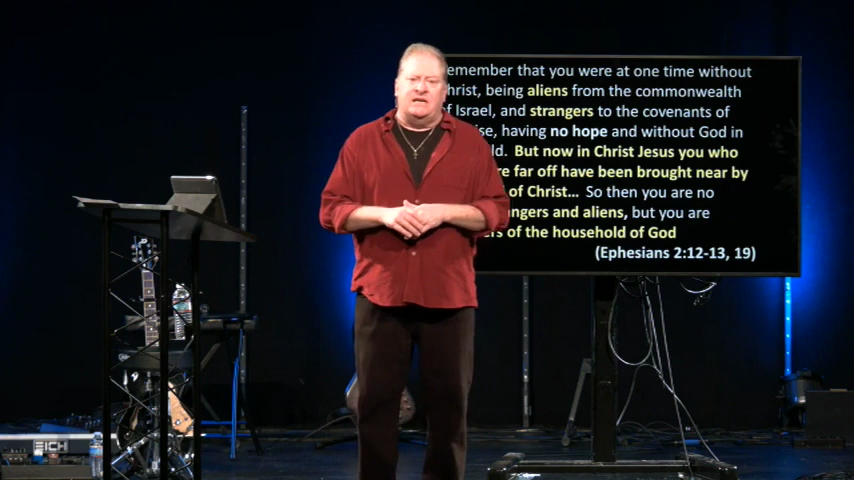 emember that you were at one time without
hrist, being aliens from the commonwealth
of Israel, and strangers to the covenants of
ise, having no hope and without God in
ld. But now in Christ Jesus you who
re far off have been brought near by
of Christ... So then you are no
angers and aliens, but you are
ers of the household of God
(Ephesians 2:12-13, 19)
EICH